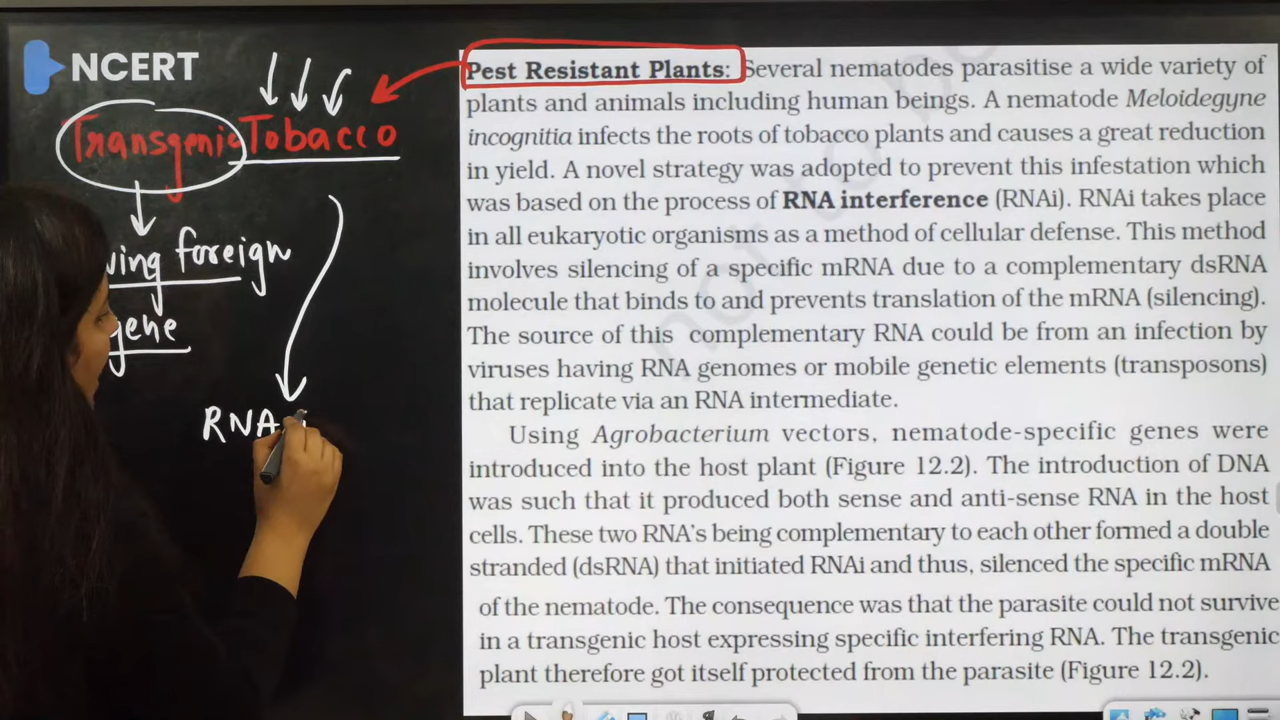 NCERT
Transgenic Tobacco
foreign
gene
RNA
Pest Resistant Plants: Several nematodes parasitise a wide variety of
plants and animals including human beings. A nematode Meloidegyne
incognitia infects the roots of tobacco plants and causes a great reduction
in yield. A novel strategy was adopted to prevent this infestation which
was based on the process of RNA interference (RNAi). RNAi takes place
in all eukaryotic organisms as a method of cellular defense. This method
involves silencing of a specific mRNA due to a complementary dsRNA
molecule that binds to and prevents translation of the mRNA (silencing).
The source of this complementary RNA could be from an infection by
viruses having RNA genomes or mobile genetic elements (transposons)
that replicate via an RNA intermediate.
Using Agrobacterium vectors, nematode-specific genes were
introduced into the host plant (Figure 12.2). The introduction of DNA
was such that it produced both sense and anti-sense RNA in the host
cells. These two RNA's being complementary to each other formed a double
stranded (dsRNA) that initiated RNAi and thus, silenced the specific mRNA
of the nematode. The consequence was that the parasite could not survive
in a transgenic host expressing specific interfering RNA. The transgenic
plant therefore got itself protected from the parasite (Figure 12.2).